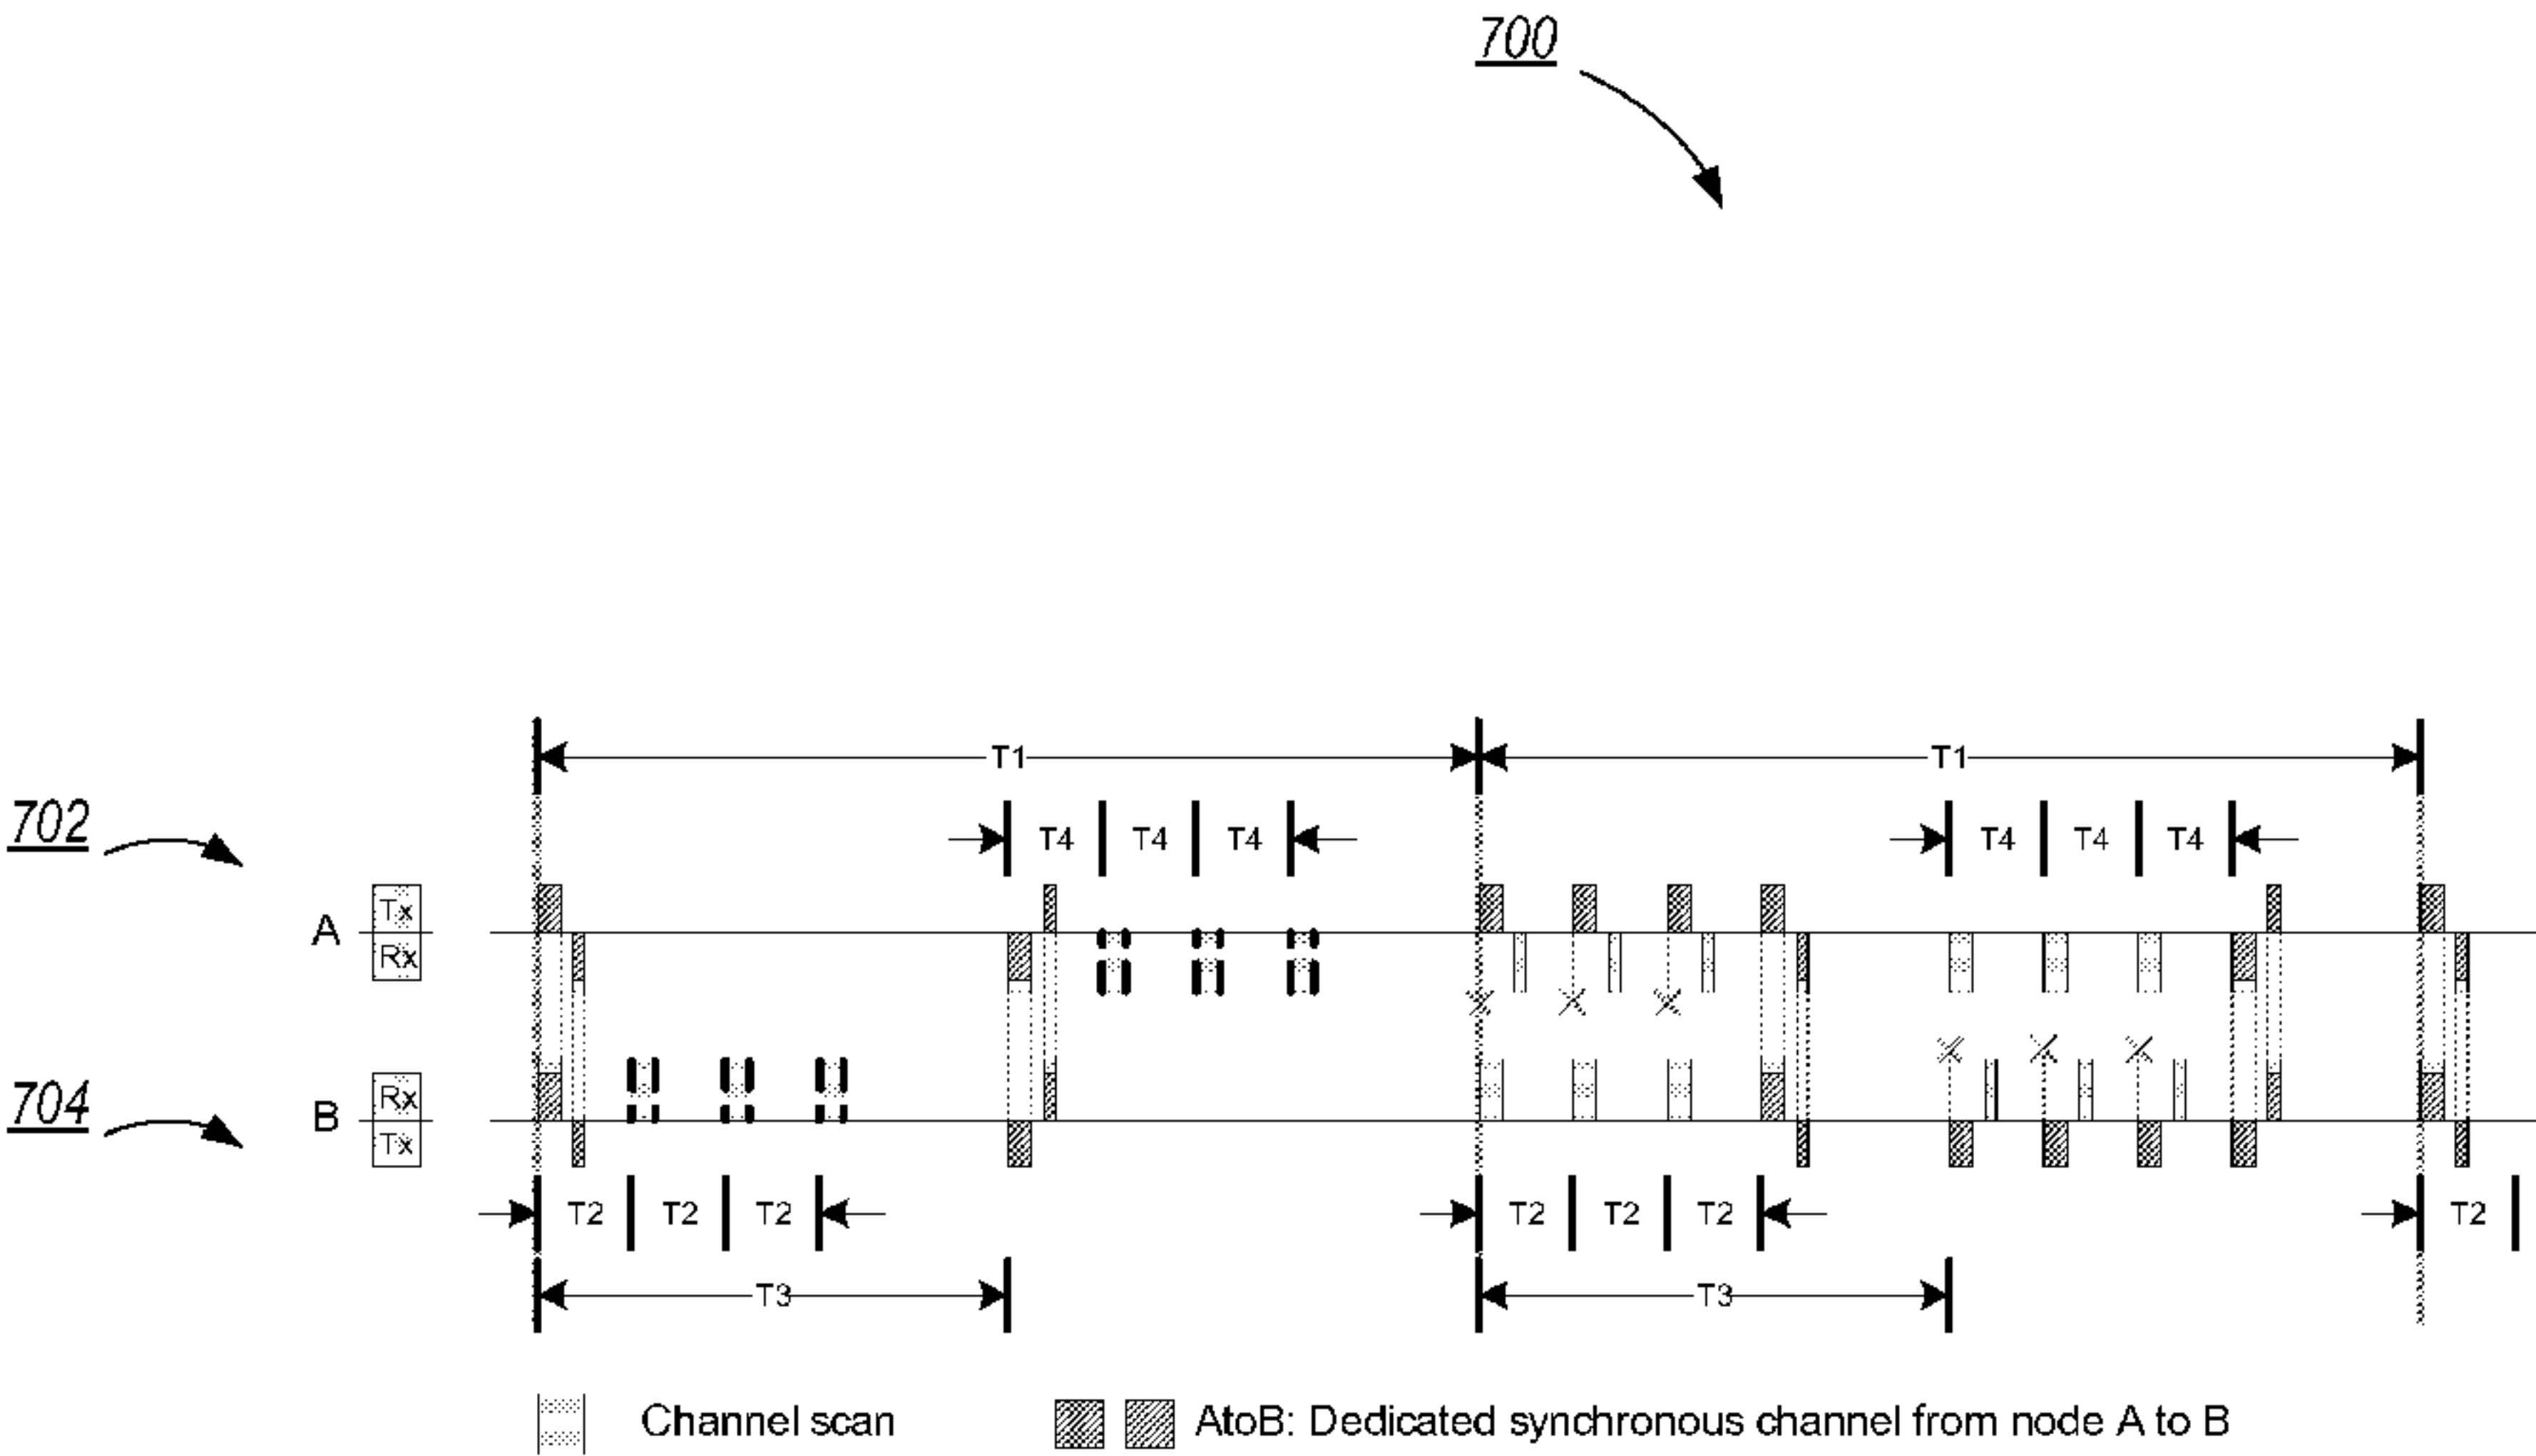 700
T1 T1
702
T4 T4 T4 T4 T4 T4
Tx
A
Rx
704
Rx
B
Tx
T2 T2 T2 T2 T2 T2 T2
T3 T3
Channel scan AtoB: Dedicated synchronous channel from node A to B